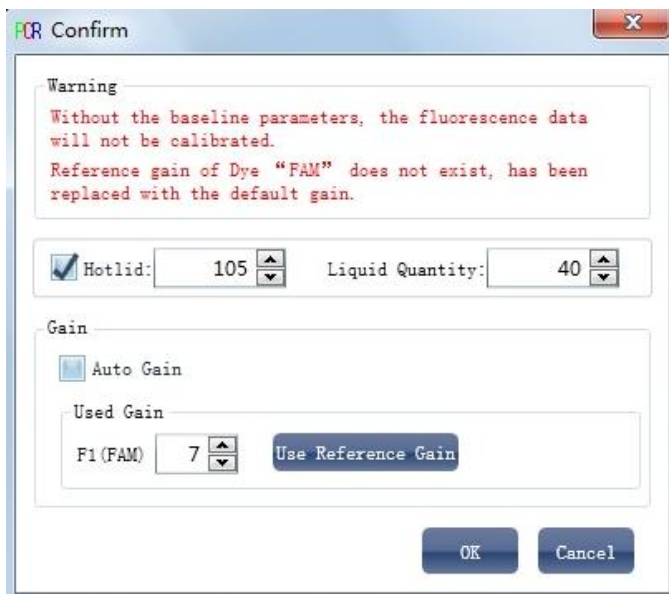 PCR Confirm
Warning
Without the baseline parameters, the fluorescence data
will not be calibrated.
Reference gain of Dye “FAM” does not exist, has been
replaced with the default gain.
Hotlid: 105 Liquid Quantity: 40
Gain
Auto Gain
Used Gain
F1(FAM) 7 Use Reference Gain
OK Cancel